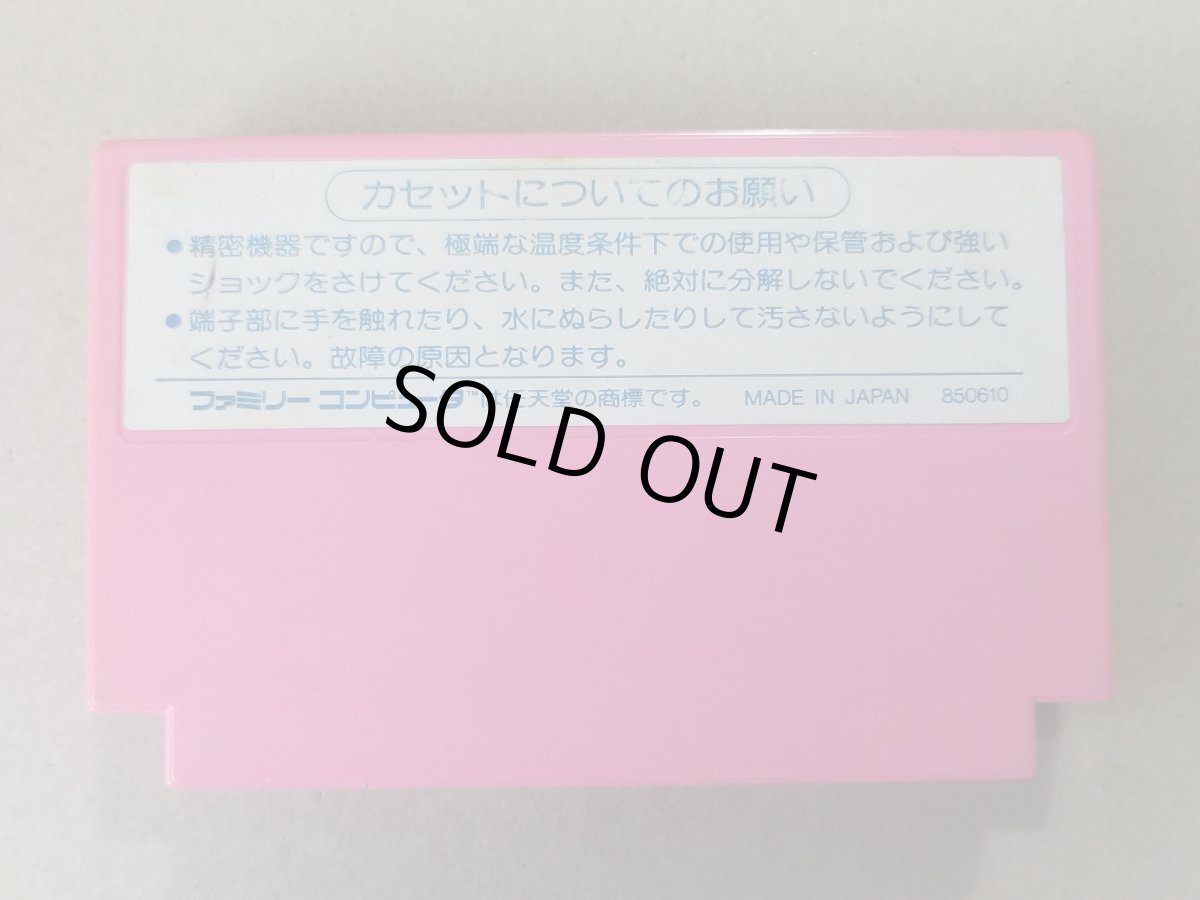 カセットについてのお願い
●精密機器ですので、極端な温度条件下での使用や保管および強い
ショックをさけてください。また、絶対に分解しないでください。
●端子部に手を触れたり、水にぬらしたりして汚さないようにして
ください。故障の原因となります。
ファミリー コンピュータ™は任天堂の商標です。 MADE IN JAPAN 850610
SOLD OUT